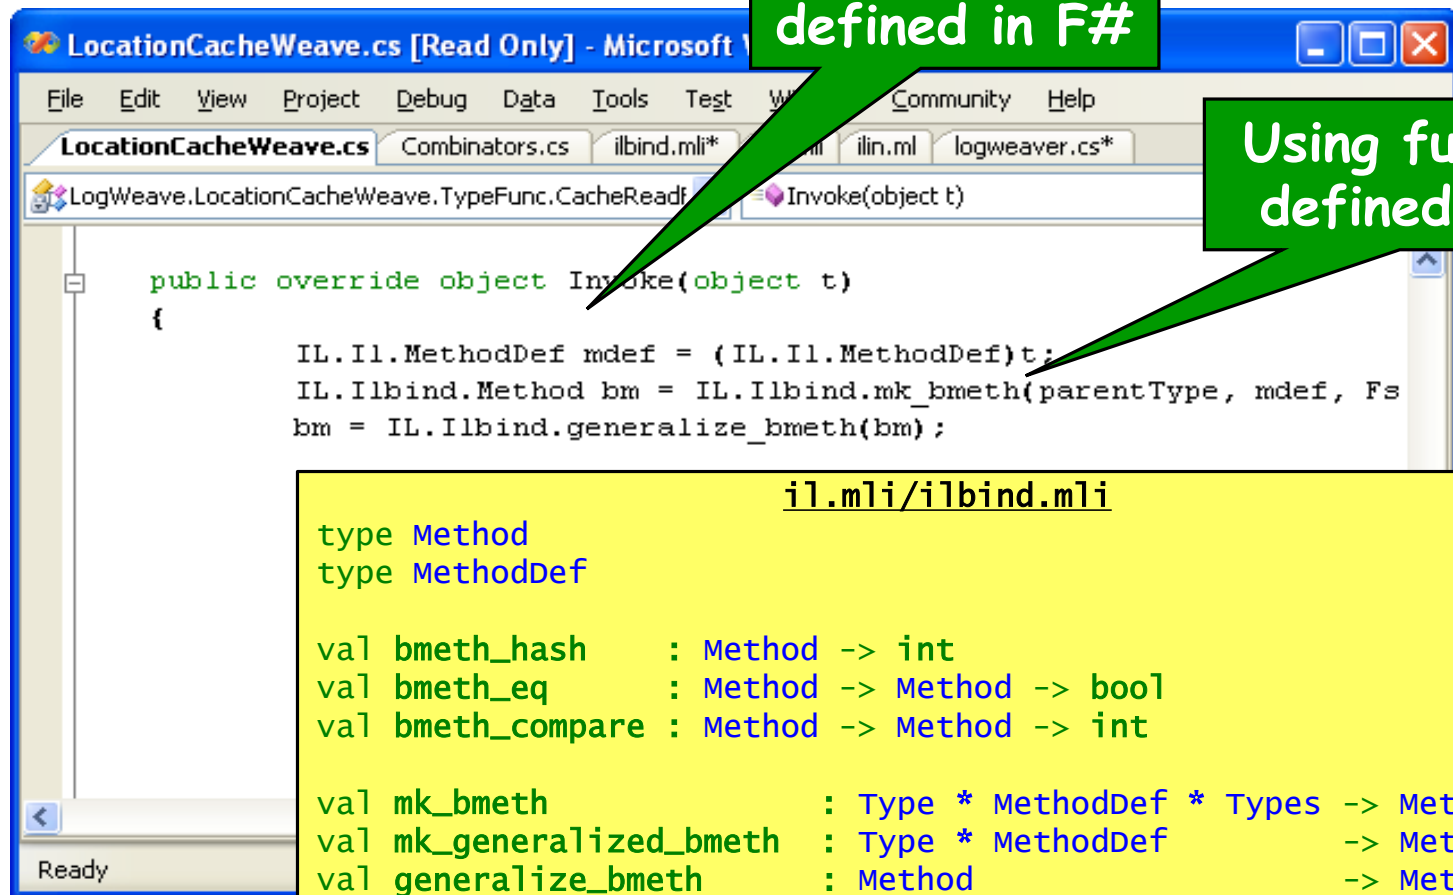 defined in F#
LocationCacheWeave.cs [Read Only] - Microsoft
File Edit View Project Debug Data Tools Test Community Help
LocationCacheWeave.cs Combinators.cs ilbind.mli* ilin.ml logweaver.cs*
Using fu
defined
LogWeave.LocationCacheWeave.TypeFunc.CacheRead Invoke(object t)
public override object Invoke(object t)
{
IL.Il.MethodDef mdef = (IL.Il.MethodDef)t;
IL.Ilbind.Method bm = IL.Ilbind.mk_bmeth(parentType, mdef, Fs
bm = IL.Ilbind.generalize_bmeth(bm);
il.mli/ilbind.mli
type Method
type MethodDef
val bmeth_hash : Method -> int
val bmeth_eq : Method -> Method -> bool
val bmeth_compare : Method -> Method -> int
val mk_bmeth : Type * MethodDef * Types -> Met
val mk_generalized_bmeth : Type * MethodDef -> Met
val generalize_bmeth : Method -> Met
Ready